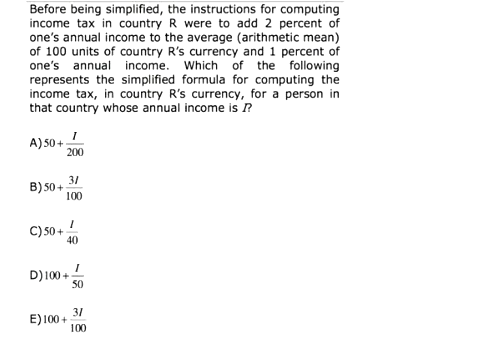 Before being simplified, the instructions for computing
income tax in country R were to add 2 percent of
one's annual income to the average (arithmetic mean)
of 100 units of country R's currency and 1 percent of
one's annual income. Which of the following
represents the simplified formula for computing the
income tax, in country R's currency, for a person in
that country whose annual income is I?
A) 50 + I/200
B) 50 + 3I/100
C) 50 + I/40
D) 100 + I/50
E) 100 + 3I/100